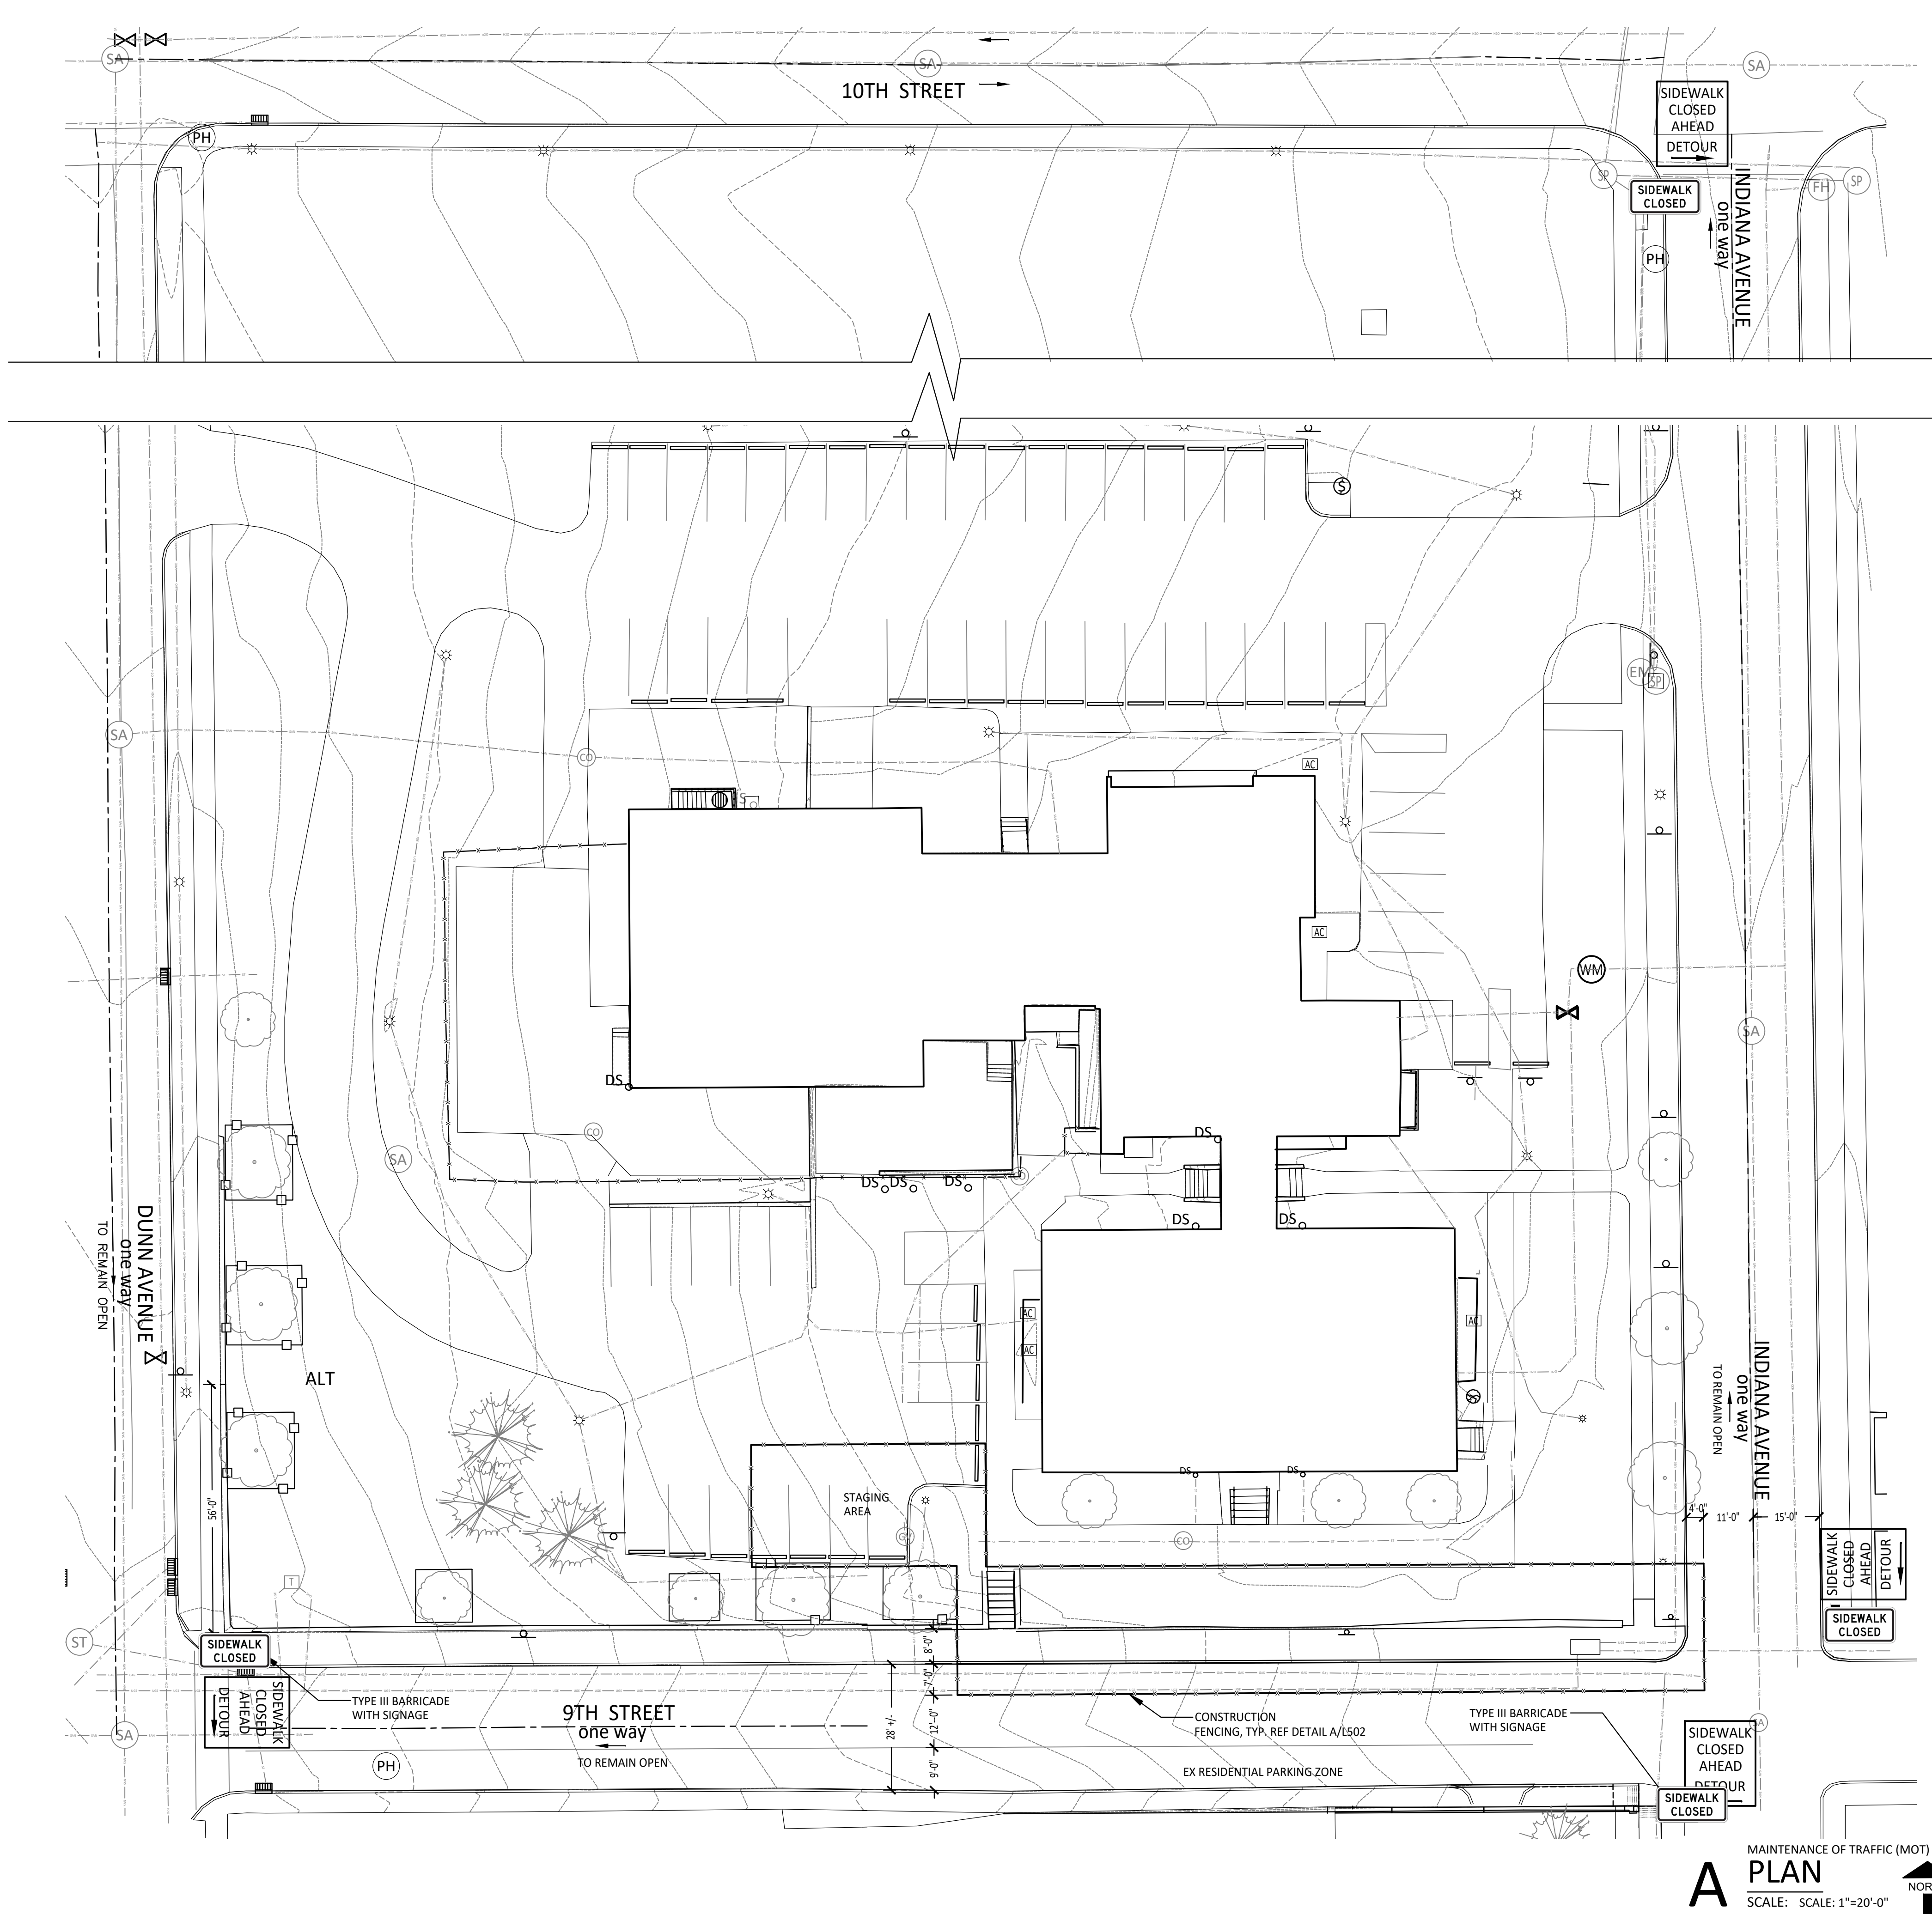 SA
SA
SA
10TH STREET
SIDEWALK
CLOSED
AHEAD
DETOUR
PH
SP
SIDEWALK
CLOSED
FH
SP
INDIANA AVENUE
one way
PH
$
EM
SP
SA
CO
AC
S
AC
WM
SA
DS
CO
SA
DS
DS
DS
DS
DS
DS
DUNN AVENUE
one way
TO REMAIN OPEN
AC
AC
AC
ALT
INDIANA AVENUE
one way
TO REMAIN OPEN
DS
DS
STAGING
AREA
56'-0"
4'-0"
11'-0"
15'-0"
CO
T
SIDEWALK
CLOSED
AHEAD
DETOUR
SIDEWALK
CLOSED
ST
SIDEWALK
CLOSED
8'-0"
7'-0"
12'-0"
9'-0"
28' +/-
SIDEWALK
CLOSED
AHEAD
DETOUR
TYPE III BARRICADE
WITH SIGNAGE
9TH STREET
one way
TO REMAIN OPEN
SA
PH
CONSTRUCTION
FENCING, TYP. REF DETAIL A/L502
TYPE III BARRICADE
WITH SIGNAGE
EX RESIDENTIAL PARKING ZONE
SA
SIDEWALK
CLOSED
AHEAD
DETOUR
SIDEWALK
CLOSED
A
MAINTENANCE OF TRAFFIC (MOT)
PLAN
SCALE: SCALE: 1"=20'-0"
NOR